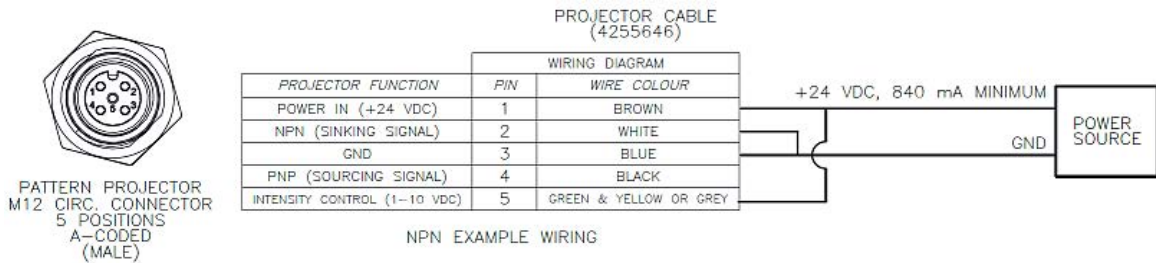 PROJECTOR CABLE
(4255646)
WIRING DIAGRAM
PROJECTOR FUNCTION PIN WIRE COLOUR
POWER IN (+24 VDC) 1 BROWN
NPN (SINKING SIGNAL) 2 WHITE
GND 3 BLUE
PNP (SOURCING SIGNAL) 4 BLACK
INTENSITY CONTROL (1-10 VDC) 5 GREEN & YELLOW OR GREY
NPN EXAMPLE WIRING
+24 VDC, 840 mA MINIMUM
GND
POWER
SOURCE
1 2
4 5 3
PATTERN PROJECTOR
M12 CIRC. CONNECTOR
5 POSITIONS
A-CODED
(MALE)